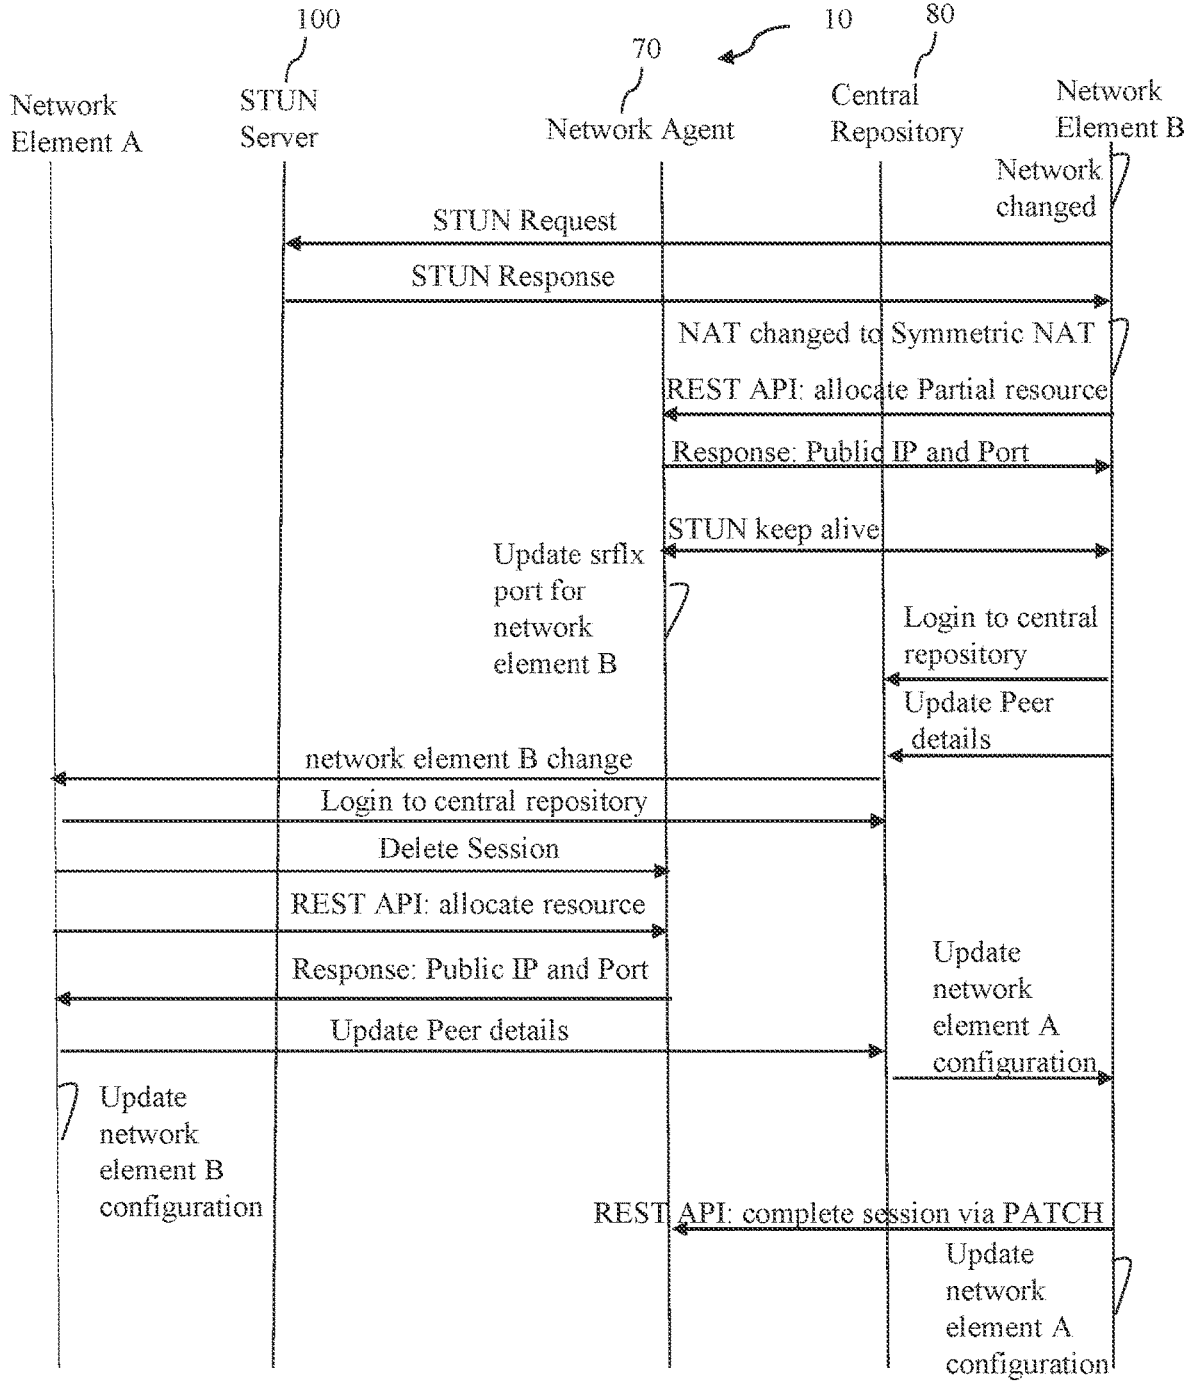 100
10
80
70
Network
Element A
STUN
Server
Network Agent
Central
Repository
Network
Element B
Network
changed
STUN Request
STUN Response
NAT changed to Symmetric NAT
REST API: allocate Partial resource
Response: Public IP and Port
STUN keep alive
Update srflx
port for
network
element B
Login to central
repository
Update Peer
details
network element B change
Login to central repository
Delete Session
REST API: allocate resource
Response: Public IP and Port
Update Peer details
Update
network
element A
configuration
Update
network
element B
configuration
REST API: complete session via PATCH
Update
network
element A
configuration